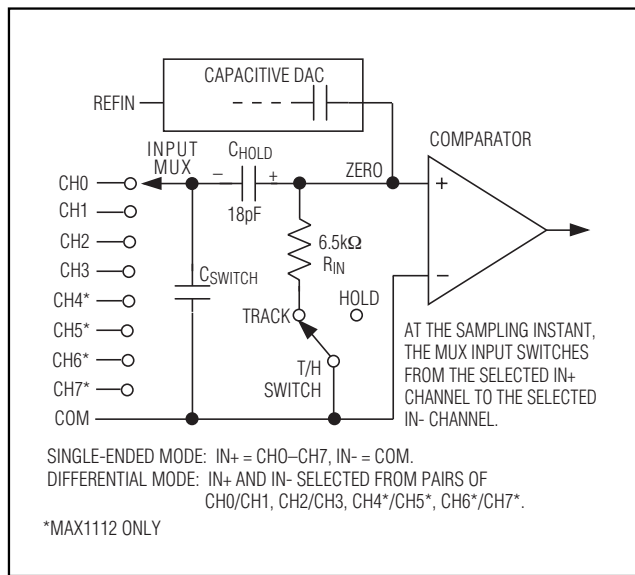 CAPACITIVE DAC
REFIN
COMPARATOR
INPUT
MUX
CHOLD
ZERO
–
+
+
CH0
CH1
18pF
6.5kΩ
RIN
CH2
CH3
CSWITCH
–
HOLD
CH4*
TRACK
CH5*
CH6*
T/H
SWITCH
CH7*
COM
AT THE SAMPLING INSTANT,
THE MUX INPUT SWITCHES
FROM THE SELECTED IN+
CHANNEL TO THE SELECTED
IN- CHANNEL.
SINGLE-ENDED MODE: IN+ = CHO–CH7, IN- = COM.
DIFFERENTIAL MODE: IN+ AND IN- SELECTED FROM PAIRS OF
CH0/CH1, CH2/CH3, CH4*/CH5*, CH6*/CH7*.
*MAX1112 ONLY